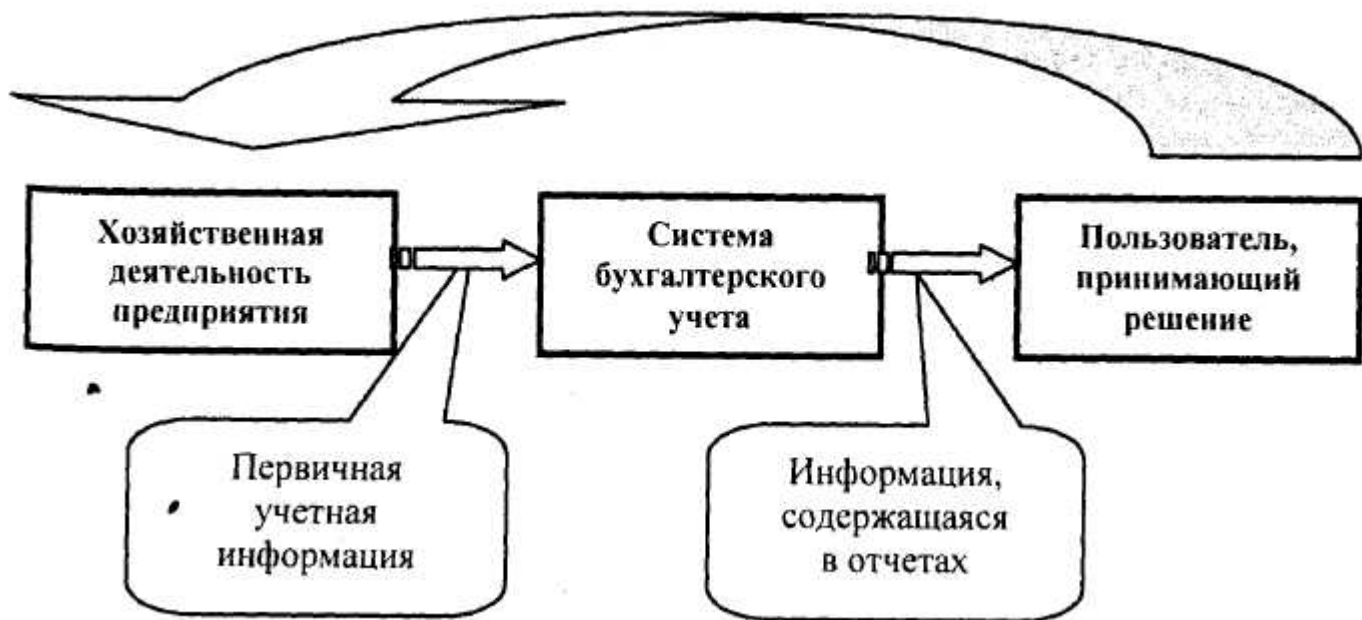 Хозяйственная
деятельность
предприятия
Система
бухгалтерского
учета
Пользователь,
принимающий
решение
Первичная
учетная
информация
Информация,
содержащаяся
в отчетах